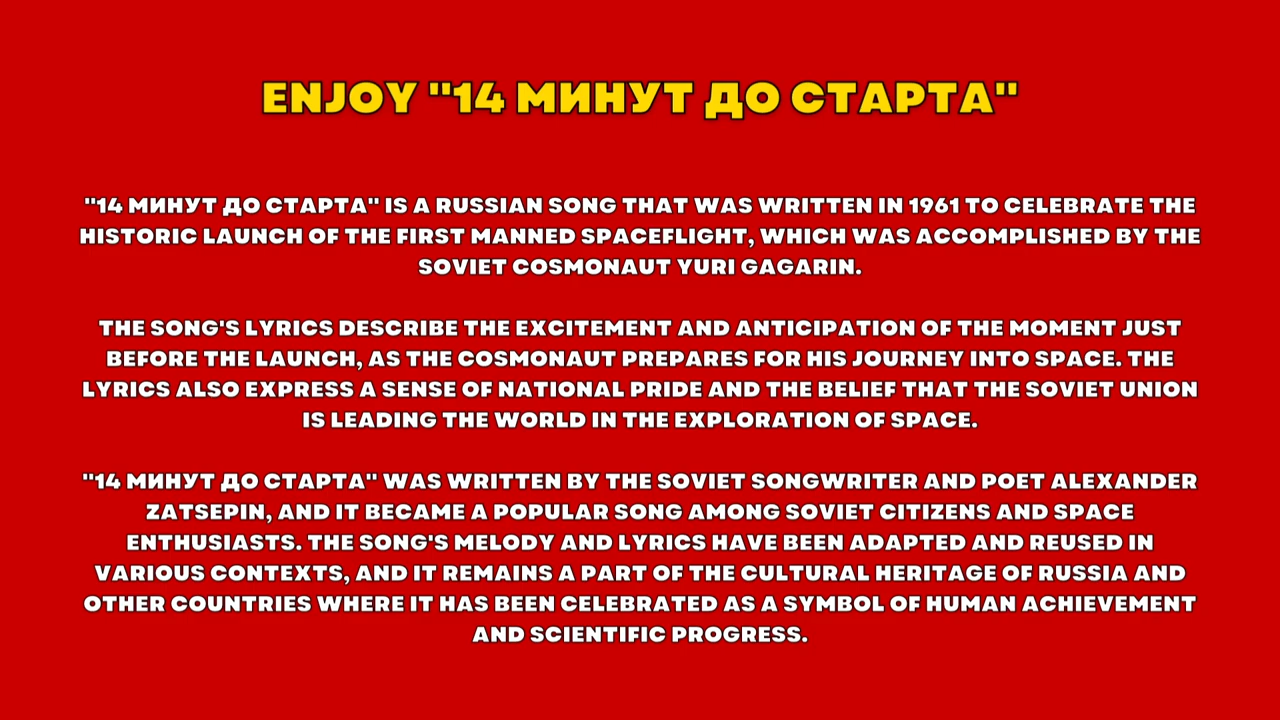 ENJOY "14 МИНУТ ДО СТАРТА"
"14 МИНУТ ДО СТАРТА" IS A RUSSIAN SONG THAT WAS WRITTEN IN 1961 TO CELEBRATE THE
HISTORIC LAUNCH OF THE FIRST MANNED SPACEFLIGHT, WHICH WAS ACCOMPLISHED BY THE
SOVIET COSMONAUT YURI GAGARIN.
THE SONG'S LYRICS DESCRIBE THE EXCITEMENT AND ANTICIPATION OF THE MOMENT JUST
BEFORE THE LAUNCH, AS THE COSMONAUT PREPARES FOR HIS JOURNEY INTO SPACE. THE
LYRICS ALSO EXPRESS A SENSE OF NATIONAL PRIDE AND THE BELIEF THAT THE SOVIET UNION
IS LEADING THE WORLD IN THE EXPLORATION OF SPACE.
"14 МИНУТ ДО СТАРТА" WAS WRITTEN BY THE SOVIET SONGWRITER AND POET ALEXANDER
ZATSEPIN, AND IT BECAME A POPULAR SONG AMONG SOVIET CITIZENS AND SPACE
ENTHUSIASTS. THE SONG'S MELODY AND LYRICS HAVE BEEN ADAPTED AND REUSED IN
VARIOUS CONTEXTS, AND IT REMAINS A PART OF THE CULTURAL HERITAGE OF RUSSIA AND
OTHER COUNTRIES WHERE IT HAS BEEN CELEBRATED AS A SYMBOL OF HUMAN ACHIEVEMENT
AND SCIENTIFIC PROGRESS.